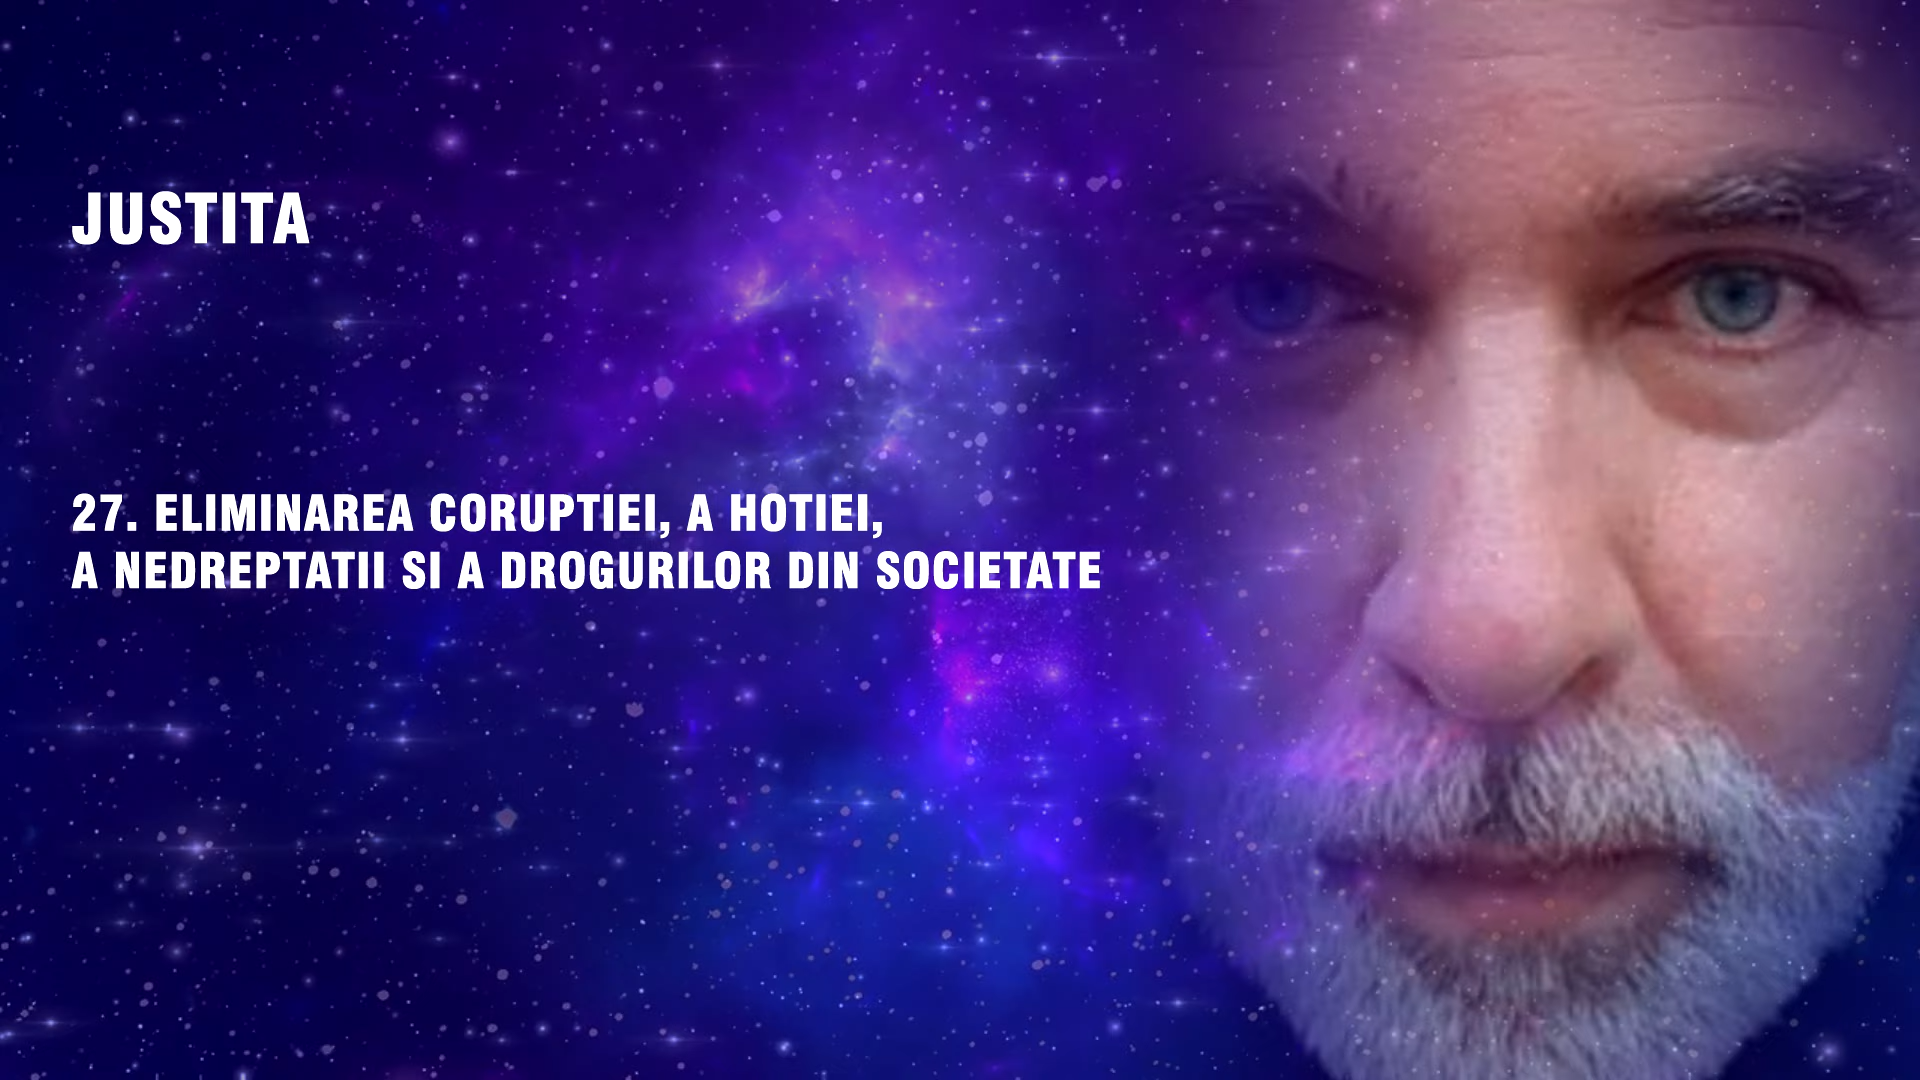 JUSTITA
27. ELIMINAREA CORUPTIEI, A HOTIEI,
A NEDREPTATII SI A DROGURILOR DIN SOCIETATE